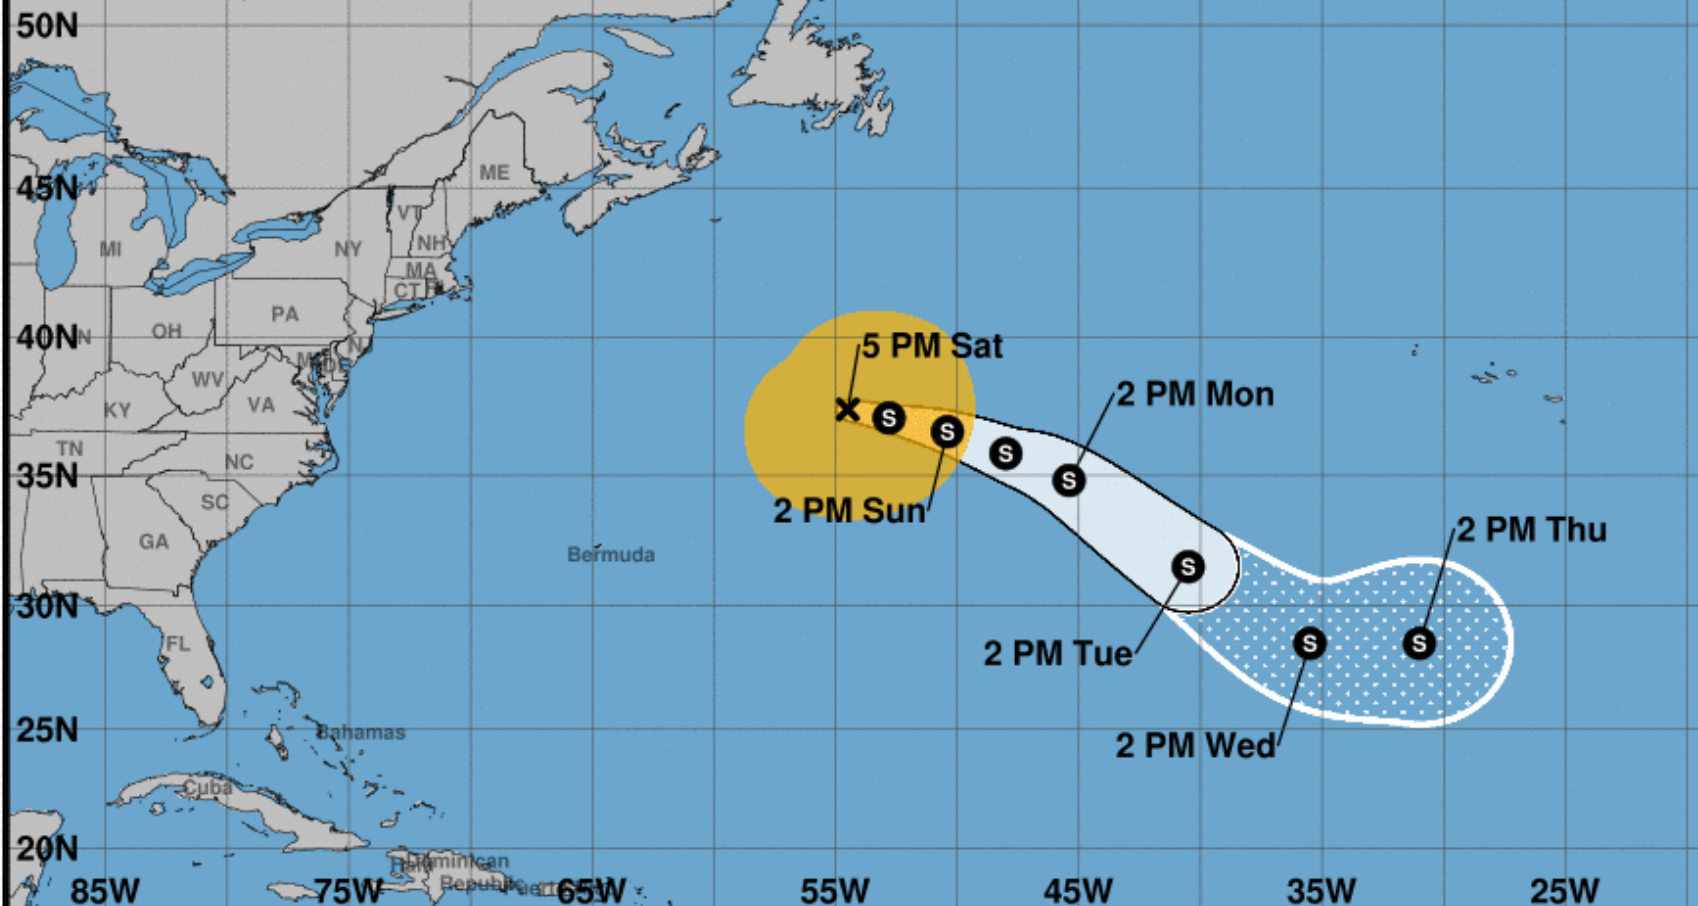 50N
45N
ME
VT
NH
MI
NY
MA
CT
PA
40N
OH
5 PM Sat
WV
2 PM Mon
KY
VA
TN
NC
35N
SC
2 PM Sun
2 PM Thu
GA
Bermuda
30N
FL
2 PM Tue
25N
Bahamas
2 PM Wed
Cuba
20N
Dominican
Republic
85W
75W
65W
55W
45W
35W
25W
S
S
S
S
S
S
S